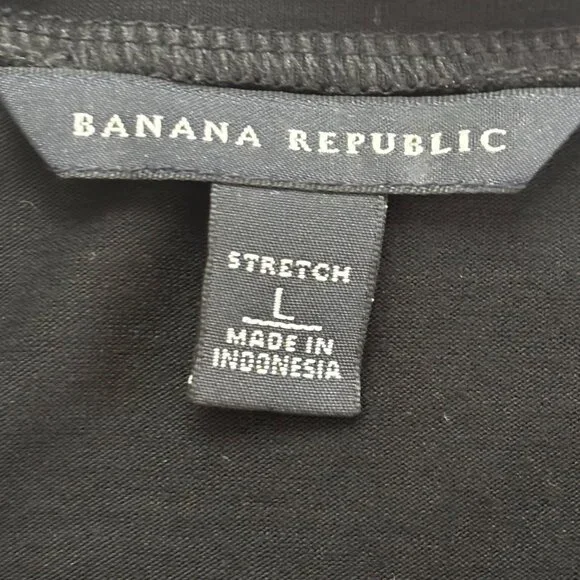 BANANA REPUBLIC
STRETCH
L
MADE IN
INDONESIA